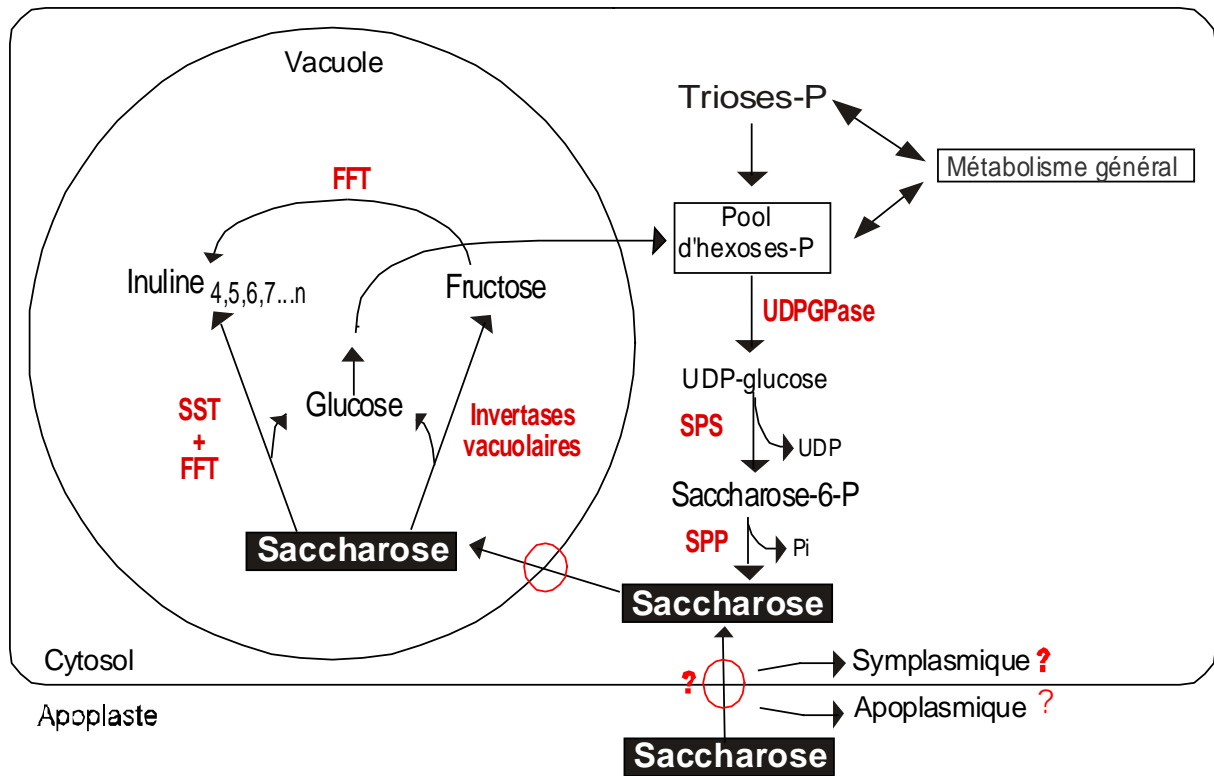 Vacuole
Trioses-P
Métabolisme général
FFT
Pool
d'hexoses-P
Inuline 4,5,6,7...n
Fructose
UDPGPase
UDP-glucose
SST
+
FFT
Glucose
Invertases
vacuolaires
SPS
UDP
Saccharose-6-P
SPP
Pi
Saccharose
Saccharose
Cytosol
Symplasmique ?
?
Apoplaste
Apoplasmique ?
Saccharose